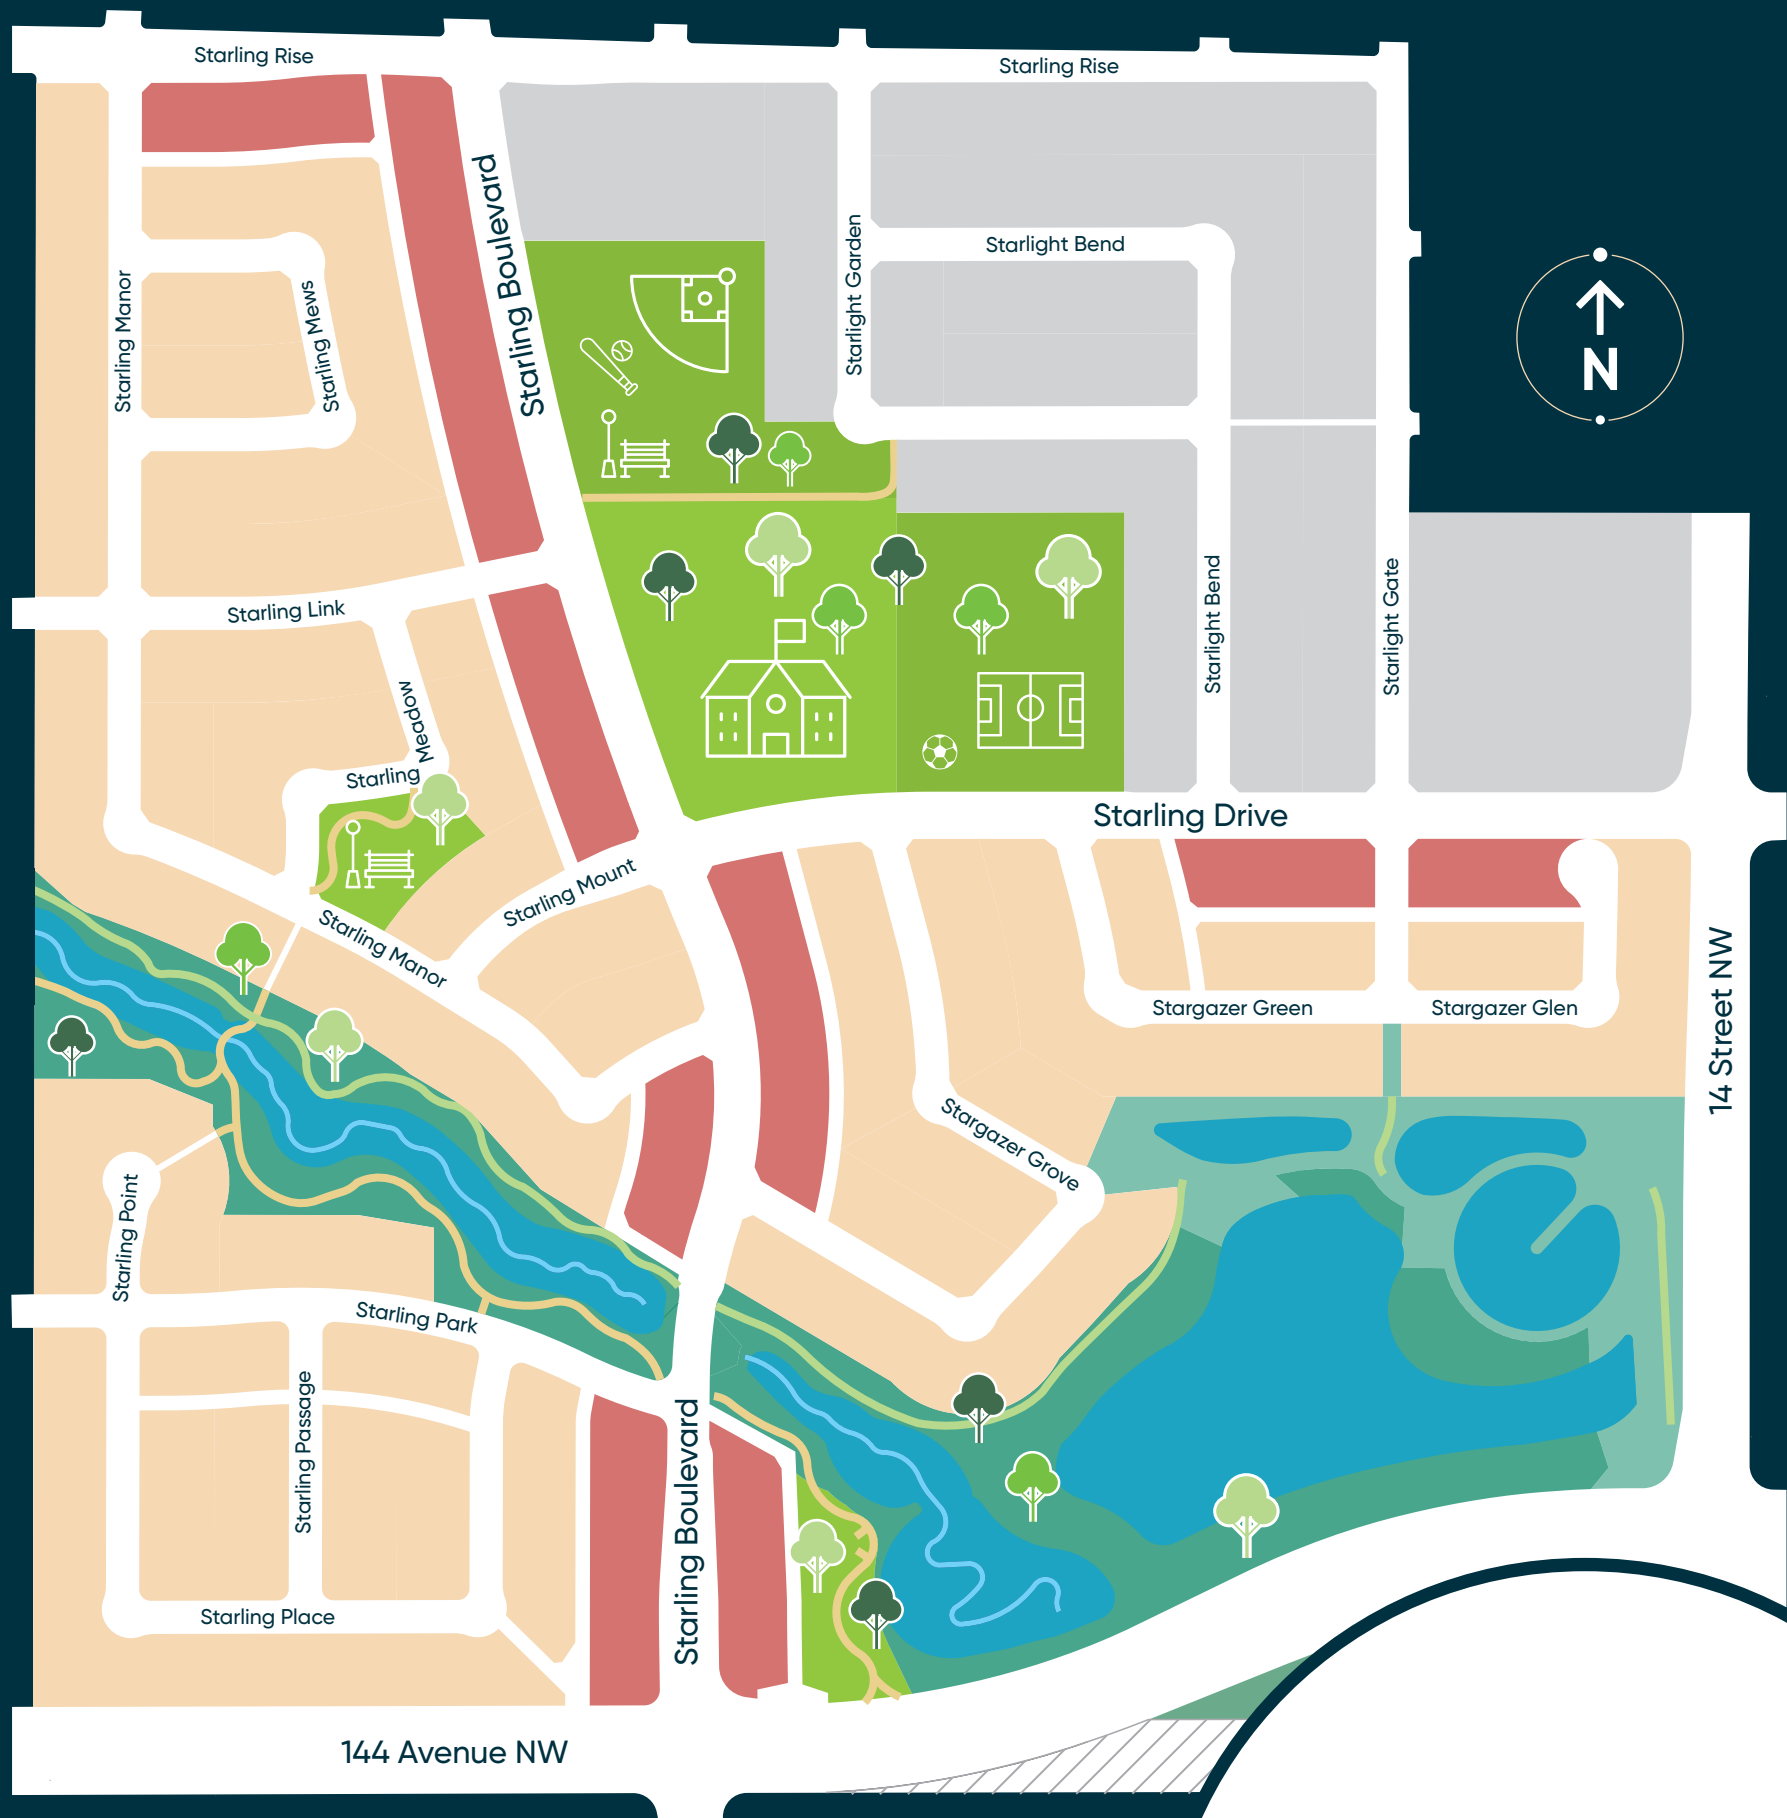 Starling Rise
Starling Rise
Starling Boulevard
Starlight Garden
Starlight Bend
Starling Manor
Starling Mews
N
Starling Link
Starlight Bend
Starlight Gate
Meadow
Starling
Starling Drive
Starling Mount
Starling Manor
Stargazer Green
Stargazer Glen
14 Street NW
Stargazer Grove
Starling Point
Starling Park
Starling Passage
Starling Boulevard
Starling Place
144 Avenue NW